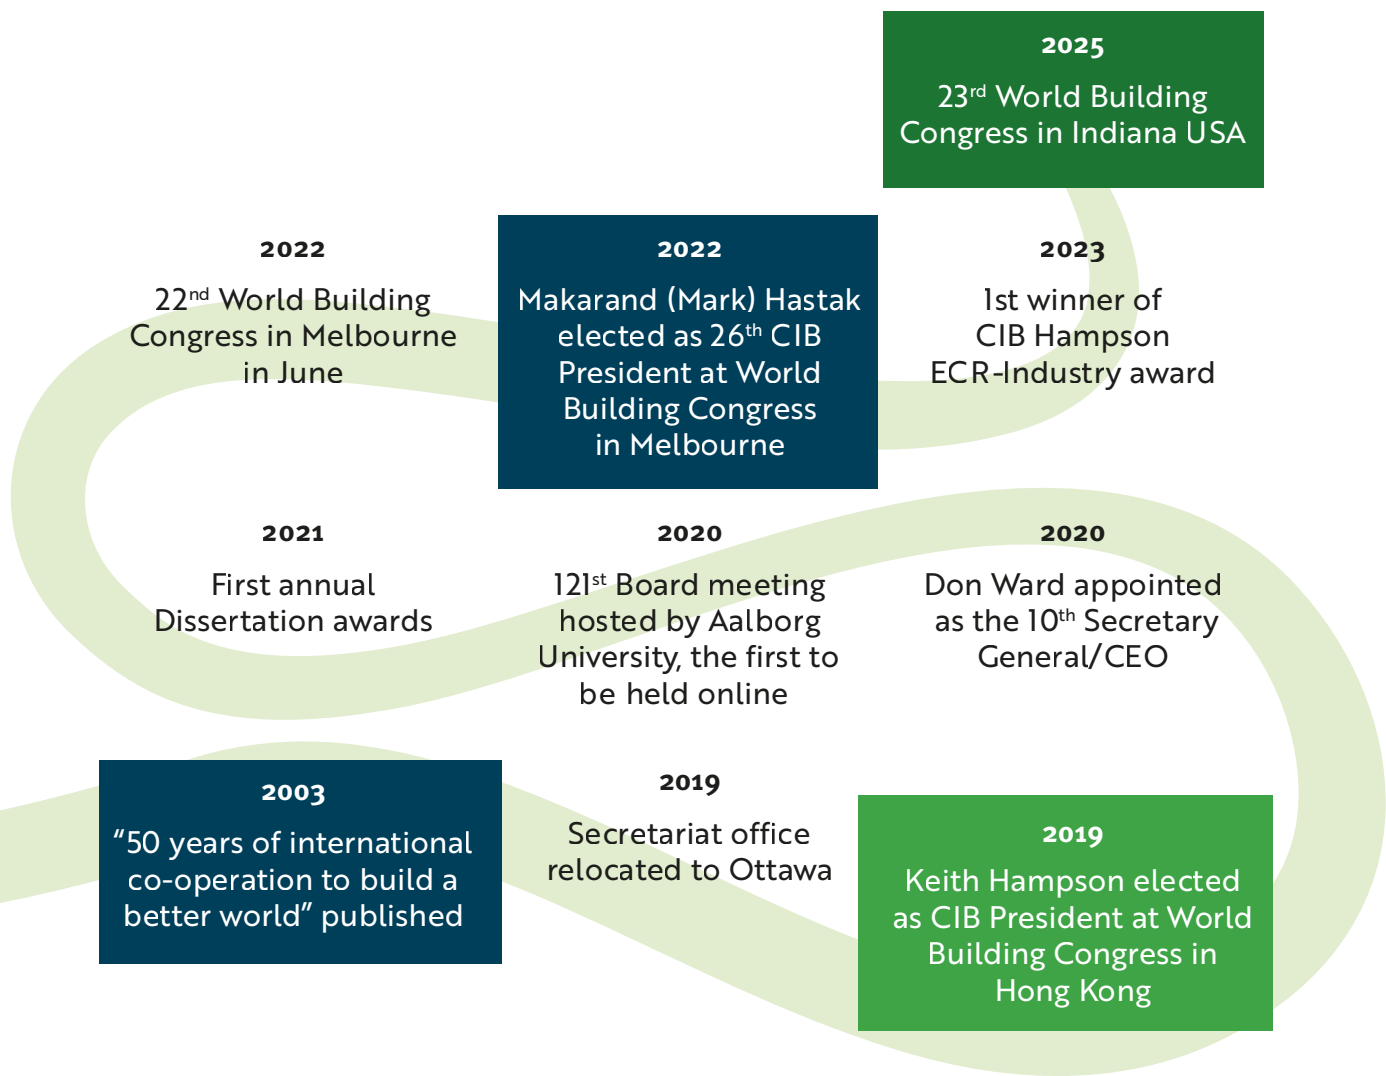 2025
23rd World Building
Congress in Indiana USA
2022
22nd World Building
Congress in Melbourne
in June
2022
Makarand (Mark) Hastak
elected as 26th CIB
President at World
Building Congress
in Melbourne
2023
1st winner of
CIB Hampson
ECR-Industry award
2021
First annual
Dissertation awards
2020
121st Board meeting
hosted by Aalborg
University, the first to
be held online
2020
Don Ward appointed
as the 10th Secretary
General/CEO
2003
“50 years of international
co-operation to build a
better world” published
2019
Secretariat office
relocated to Ottawa
2019
Keith Hampson elected
as CIB President at World
Building Congress in
Hong Kong